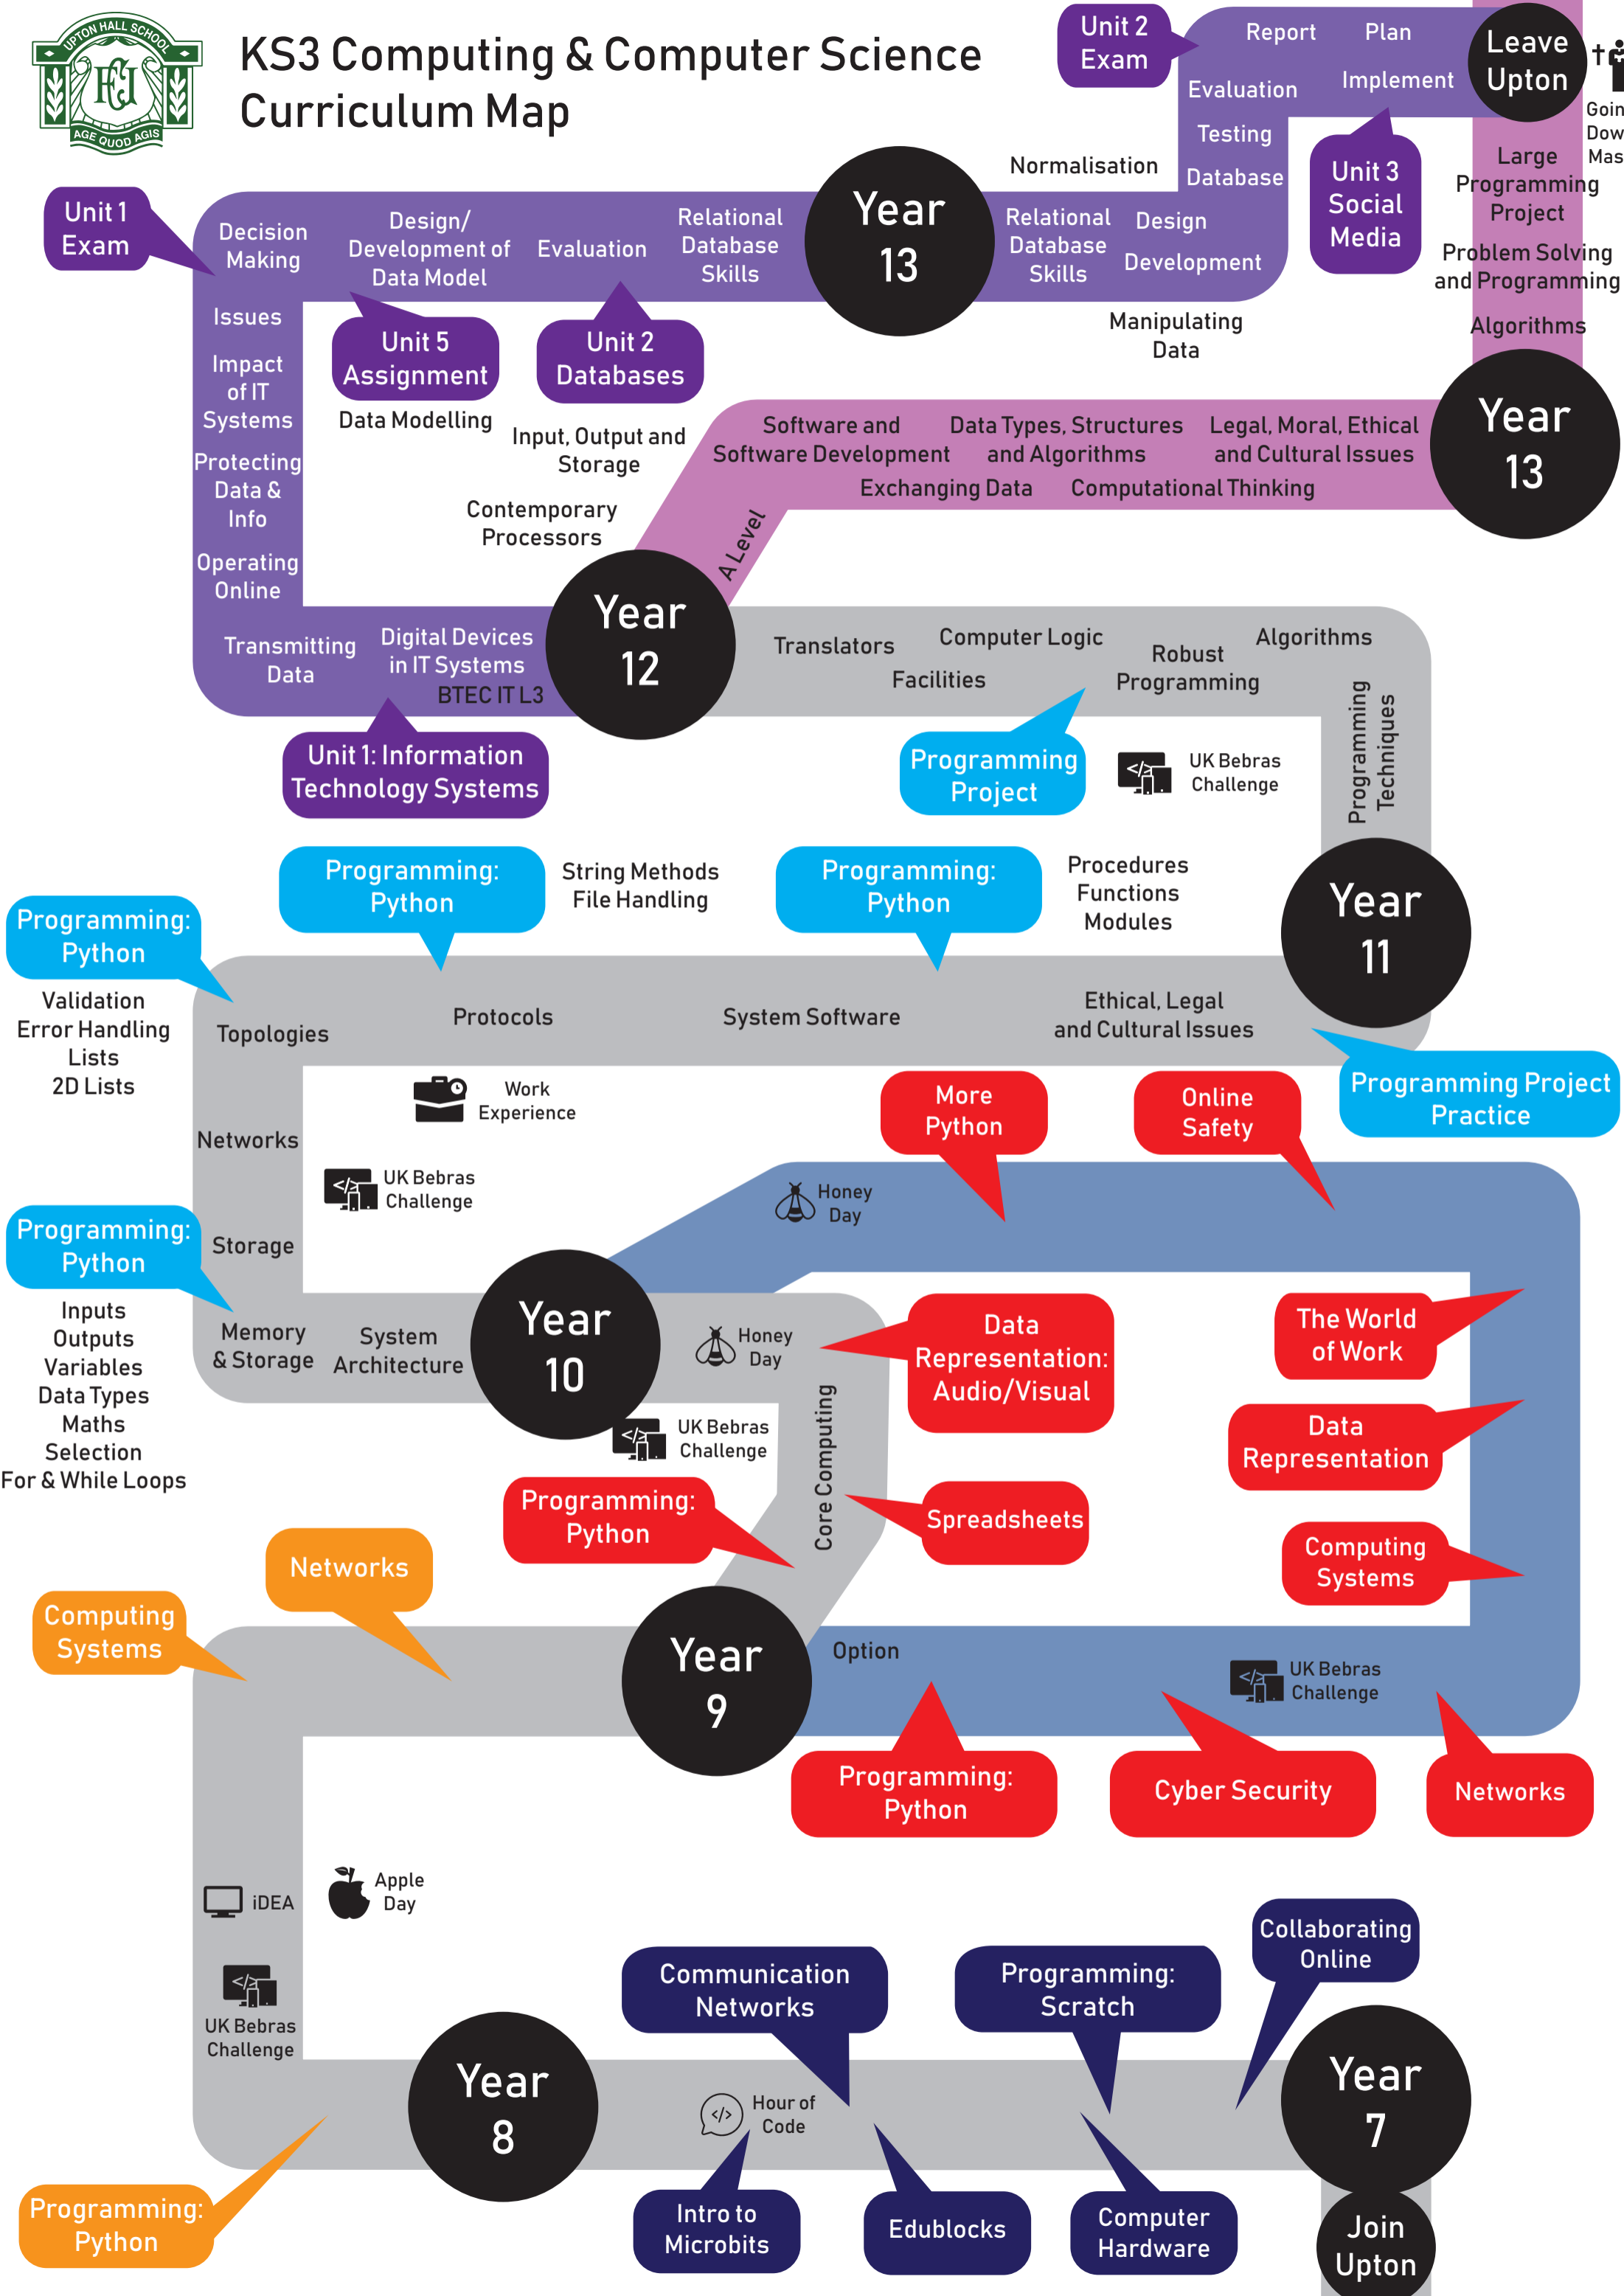 UPTON HALL SCHOOL
FCJ
AGE QUOD AGIS
KS3 Computing & Computer Science
Curriculum Map
Unit 2
Exam
Report
Plan
Evaluation
Implement
Leave
Upton
Goin
Dow
Mas
Testing
Database
Unit 3
Social
Media
Large
Programming
Project
Problem Solving
and Programming
Algorithms
Normalisation
Unit 1
Exam
Decision
Making
Design/
Development of
Data Model
Evaluation
Relational
Database
Skills
Year
13
Relational
Database
Skills
Design
Development
Manipulating
Data
Issues
Impact
of IT
Systems
Protecting
Data &
Info
Operating
Online
Unit 5
Assignment
Data Modelling
Unit 2
Databases
Input, Output and
Storage
Contemporary
Processors
Software and
Software Development
Data Types, Structures
and Algorithms
Legal, Moral, Ethical
and Cultural Issues
Exchanging Data
Computational Thinking
Year
13
A Level
Transmitting
Data
Digital Devices
in IT Systems
BTEC IT L3
Year
12
Translators
Computer Logic
Facilities
Robust
Programming
Algorithms
Programming
Techniques
Unit 1: Information
Technology Systems
Programming
Project
UK Bebras
Challenge
Programming:
Python
String Methods
File Handling
Programming:
Python
Procedures
Functions
Modules
Year
11
Programming:
Python
Validation
Error Handling
Lists
2D Lists
Topologies
Protocols
System Software
Ethical, Legal
and Cultural Issues
Programming Project
Practice
Work
Experience
More
Python
Online
Safety
Networks
UK Bebras
Challenge
Honey
Day
Programming:
Python
Storage
Inputs
Outputs
Variables
Data Types
Maths
Selection
For & While Loops
Memory
& Storage
System
Architecture
Year
10
Honey
Day
Data
Representation:
Audio/Visual
The World
of Work
UK Bebras
Challenge
Core Computing
Data
Representation
Programming:
Python
Spreadsheets
Computing
Systems
Networks
Computing
Systems
Year
9
Option
UK Bebras
Challenge
Programming:
Python
Cyber Security
Networks
iDEA
Apple
Day
UK Bebras
Challenge
Communication
Networks
Programming:
Scratch
Collaborating
Online
Year
8
Hour of
Code
Year
7
Programming:
Python
Intro to
Microbits
Edublocks
Computer
Hardware
Join
Upton